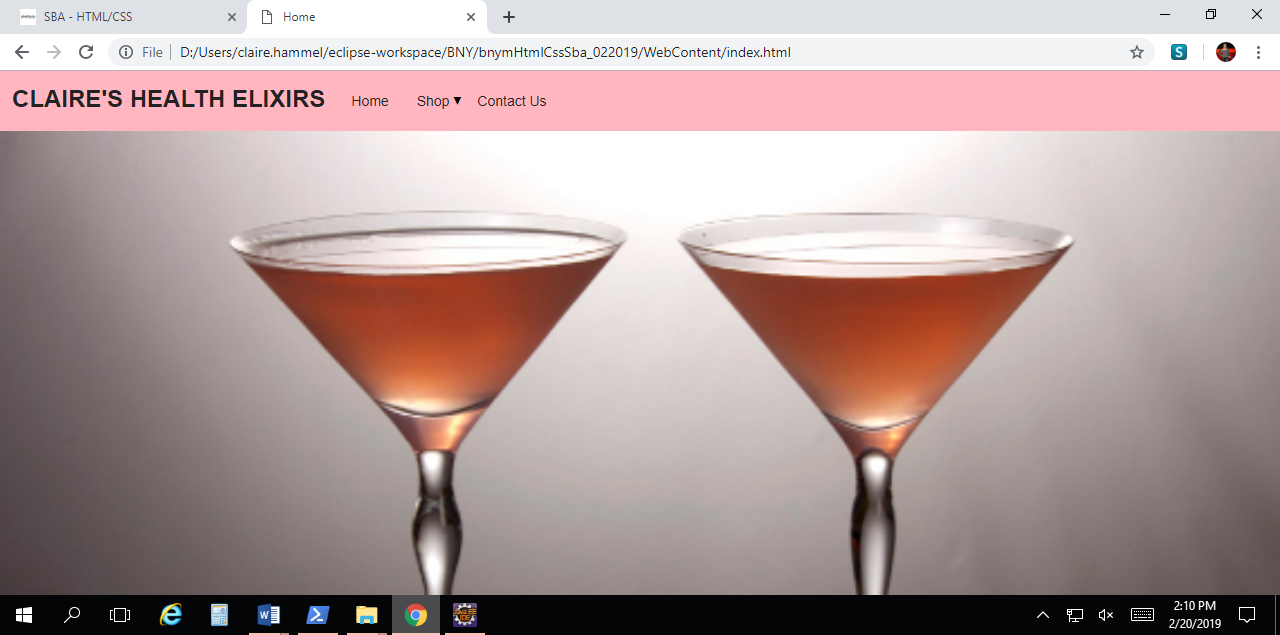 SBA - HTML/CSS
Home
File
D:/Users/claire.hammel/eclipse-workspace/BNY/bnymHtmlCssSba_022019/WebContent/index.html
S
CLAIRE'S HEALTH ELIXIRS Home Shop ▼ Contact Us
2:10 PM
2/20/2019